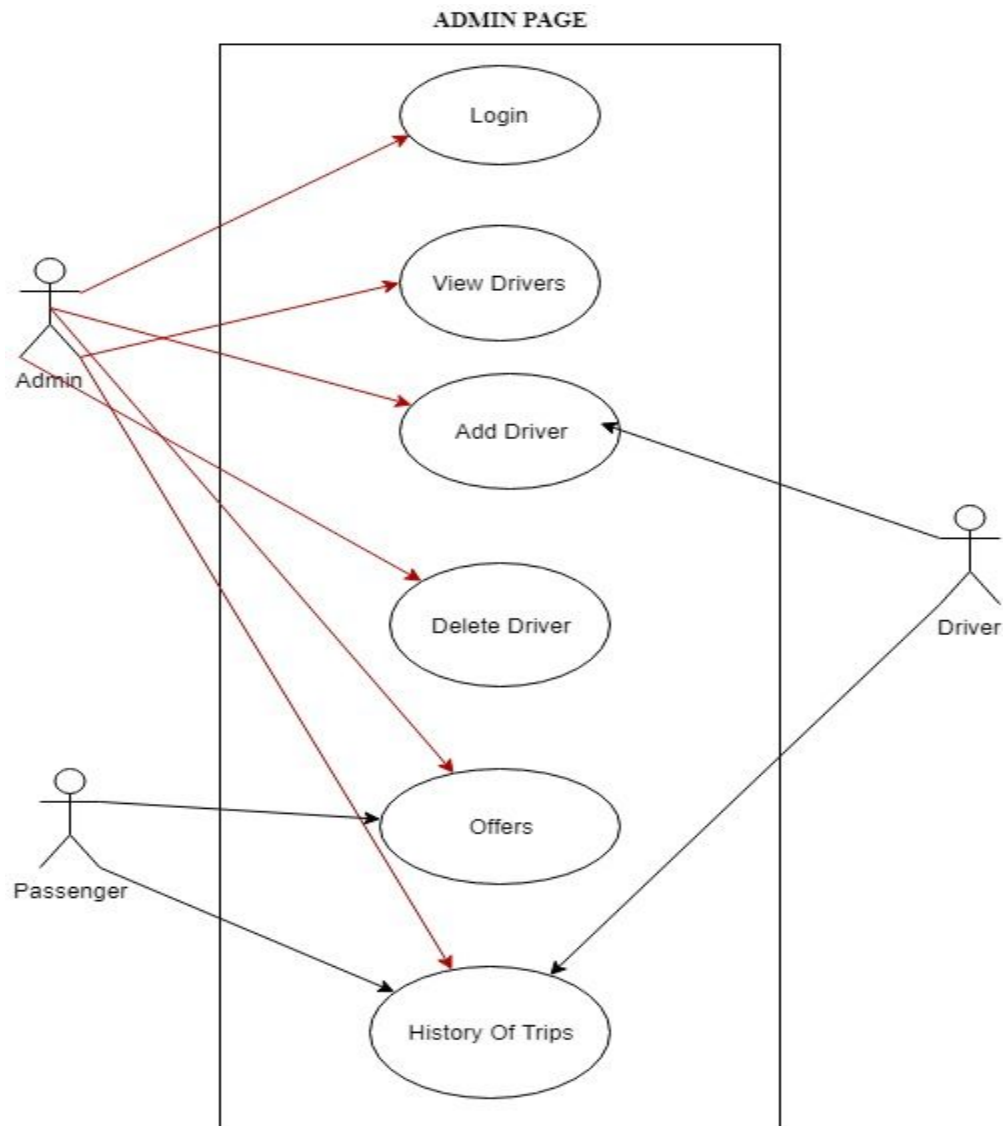 ADMIN PAGE
Login
View Drivers
Admin
Add Driver
Delete Driver
Driver
Offers
Passenger
History Of Trips